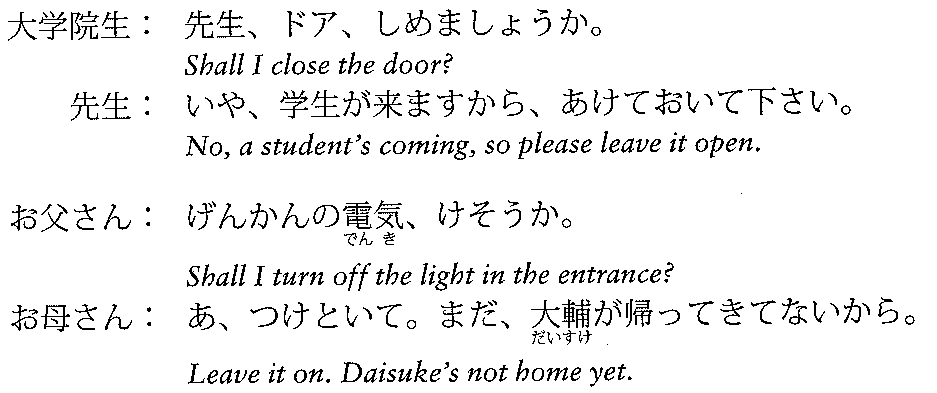 大学院生： 先生、ドア、しめましょうか。
Shall I close the door?
先生： いや、学生が来ますから、あけておいて下さい。
No, a student's coming, so please leave it open.
お父さん： げんかんの電気、けそうか。
でん き
Shall I turn off the light in the entrance?
お母さん： あ、つけといて。まだ、大輔が帰ってきてないから。
だいすけ
Leave it on. Daisuke's not home yet.